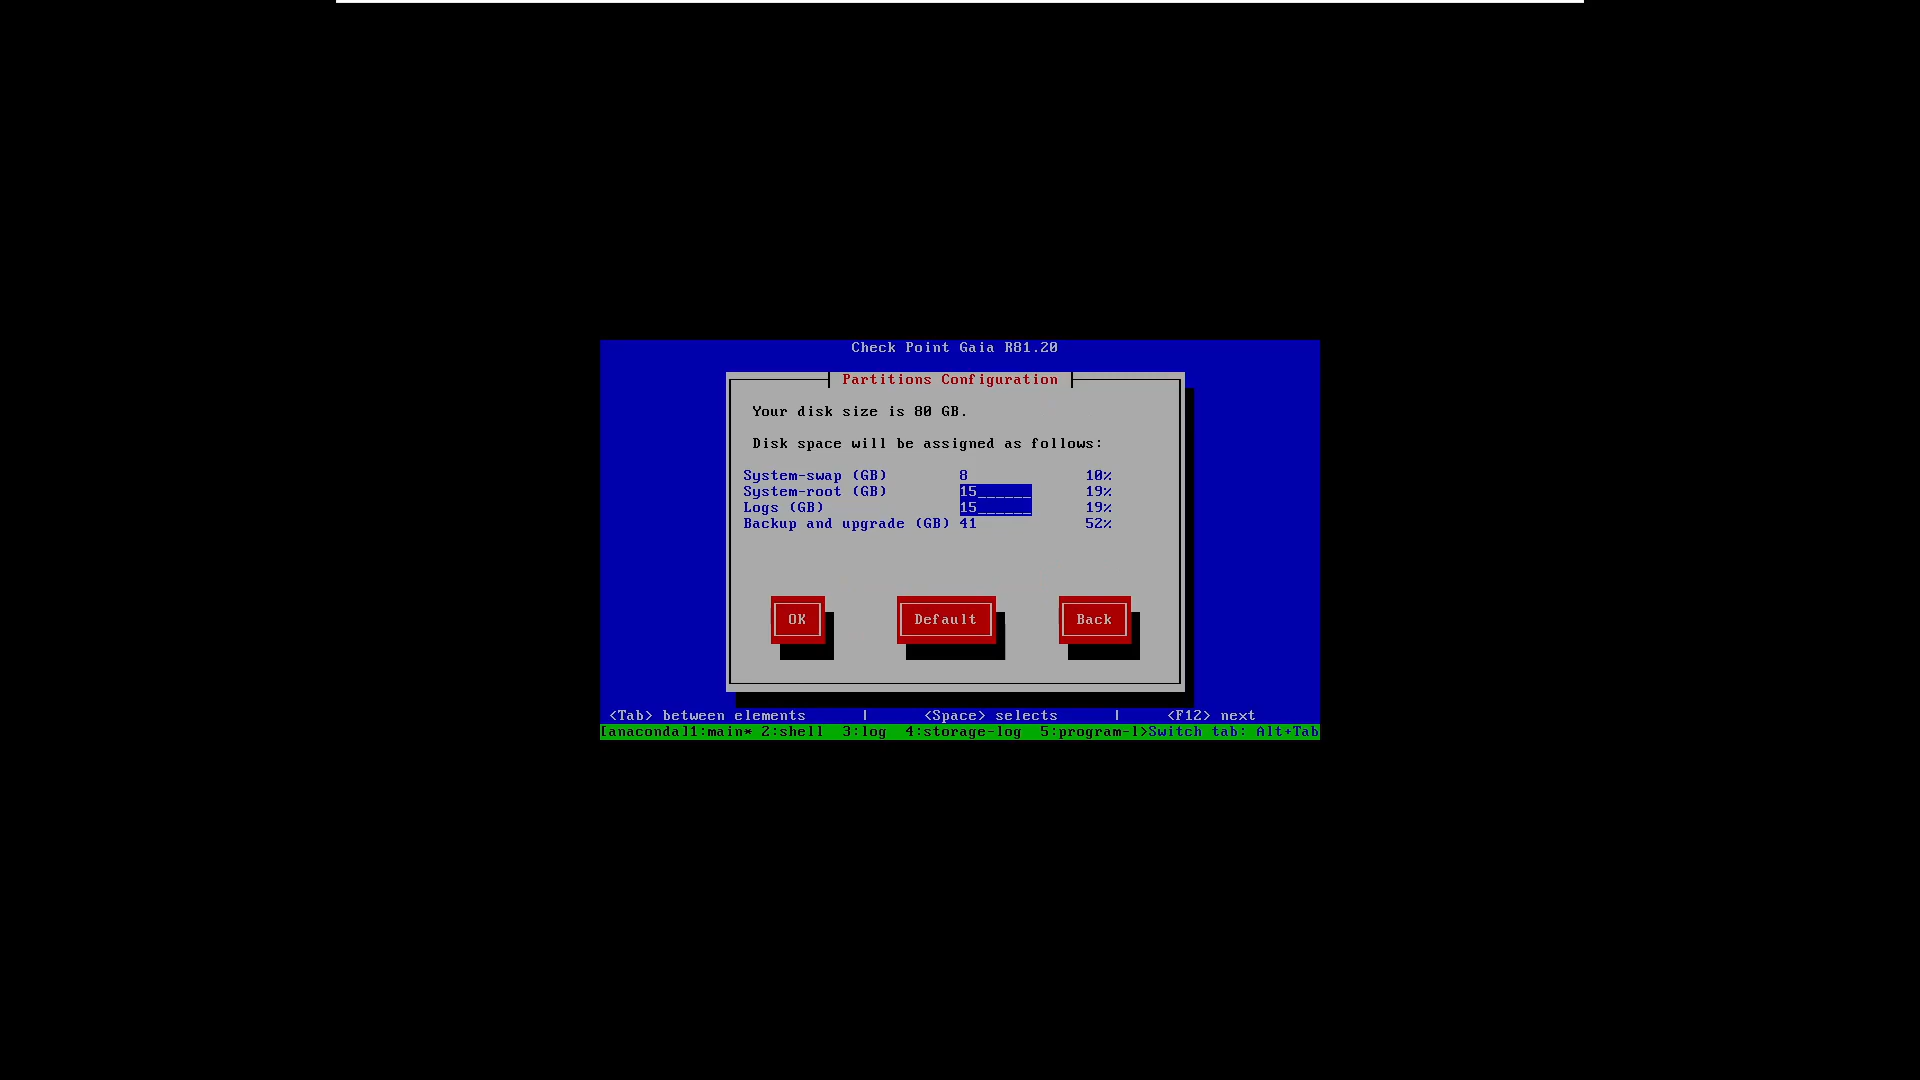 Check Point Gaia R81.20
Partitions Configuration
Your disk size is 80 GB.
Disk space will be assigned as follows:
System-swap (GB) 8 10%
System-root (GB) 15______ 19%
Logs (GB) 15______ 19%
Backup and upgrade (GB) 41 52%
OK Default Back
<Tab> between elements | <Space> selects | <F12> next
[anaconda]1:main* 2:shell 3:log 4:storage-log 5:program-l>Switch tab: Alt+Tab